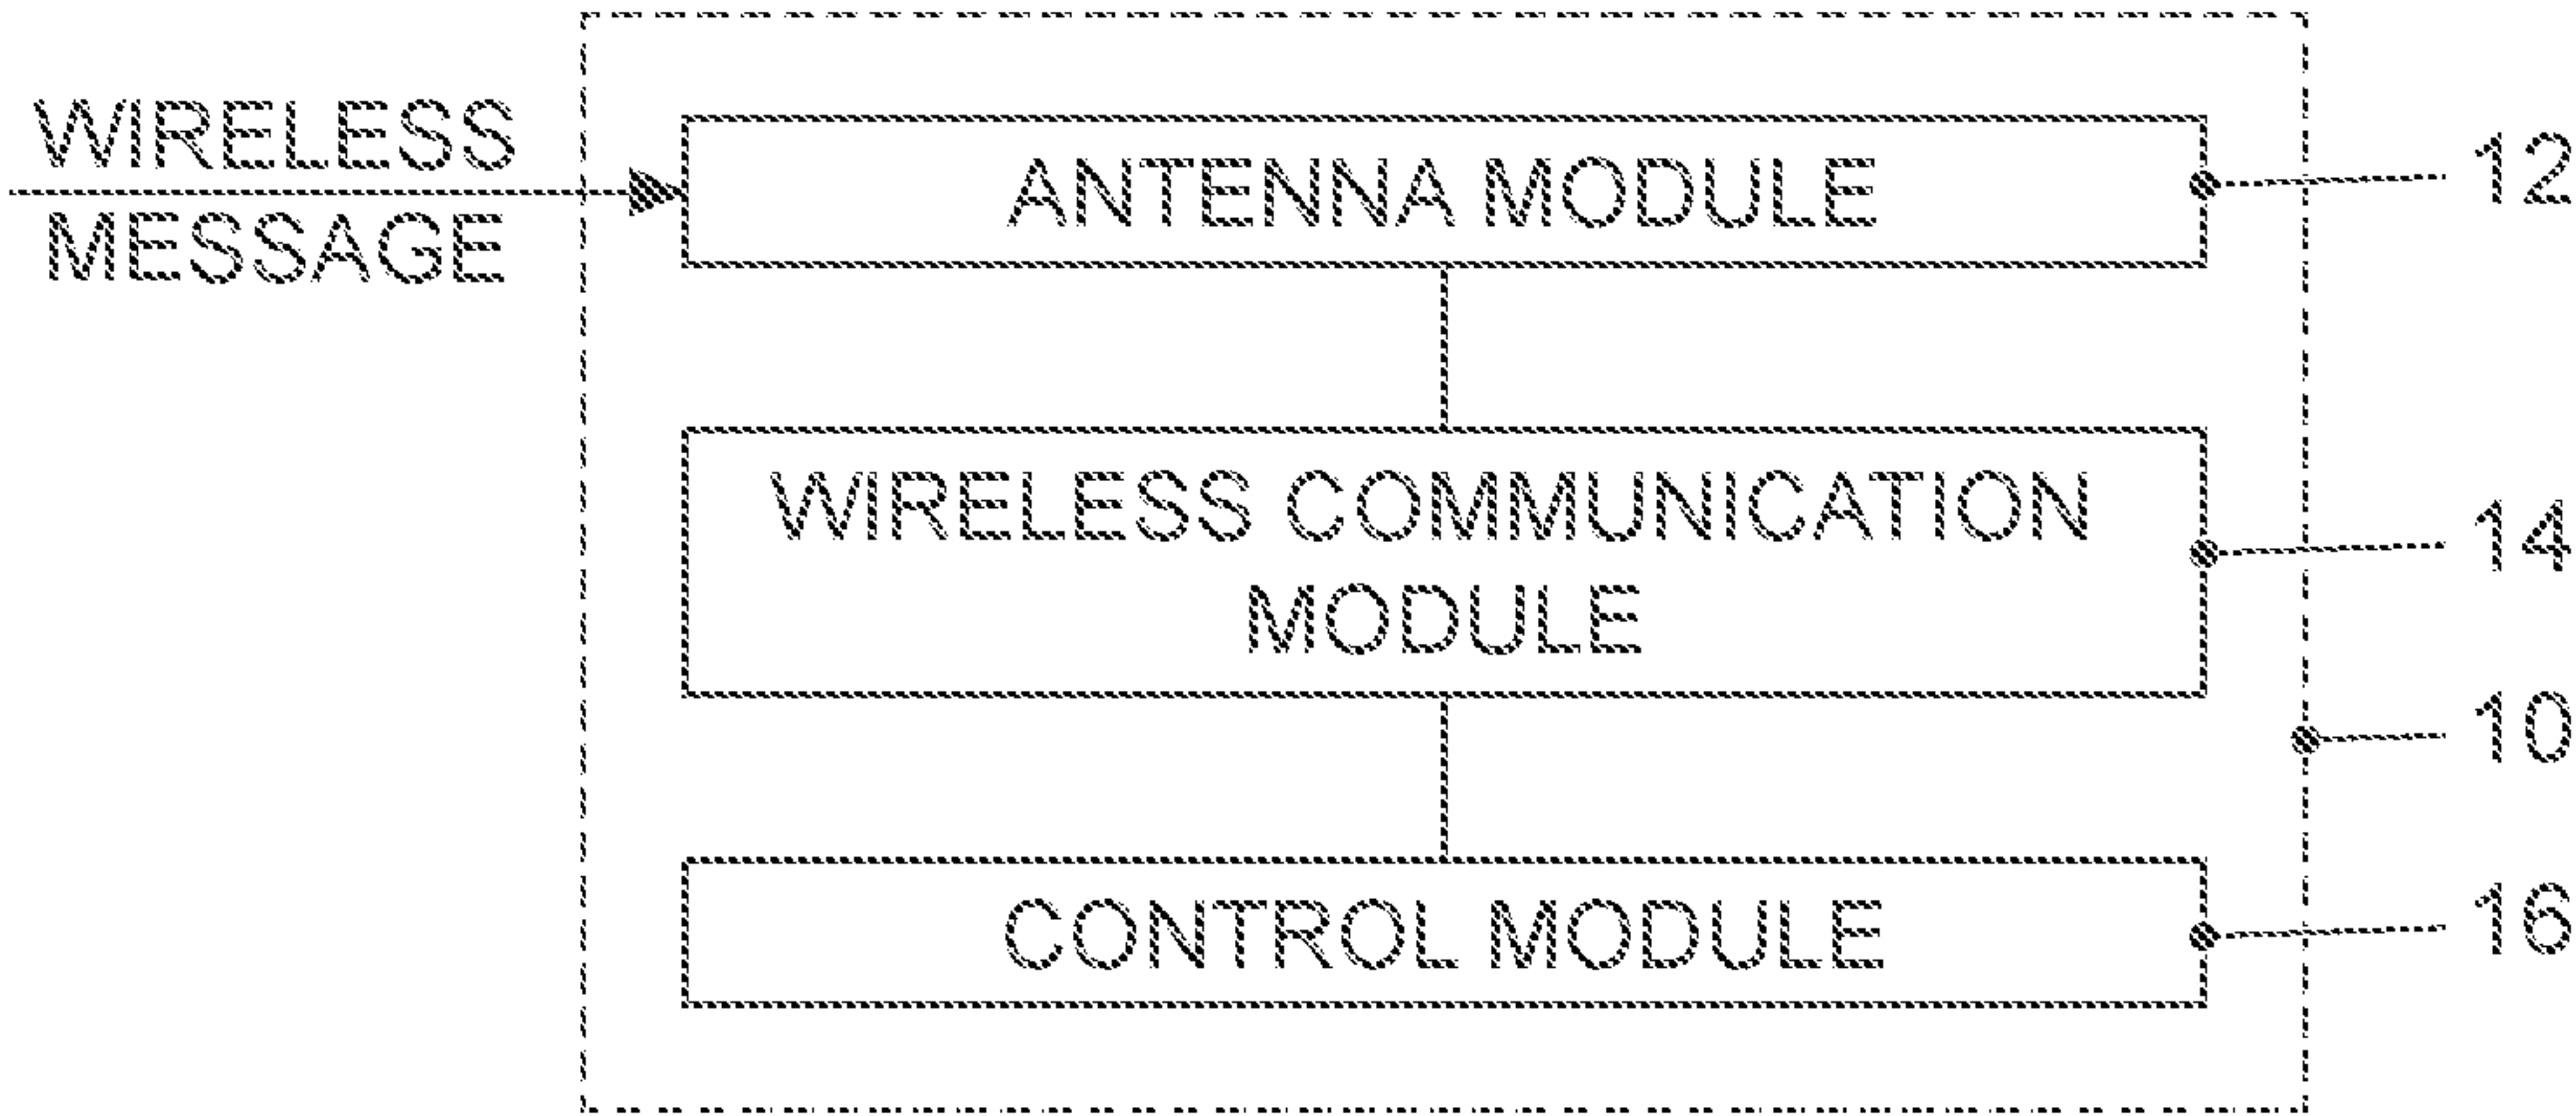 WIRELESS
MESSAGE
ANTENNA MODULE
12
WIRELESS COMMUNICATION
MODULE
14
10
CONTROL MODULE
16